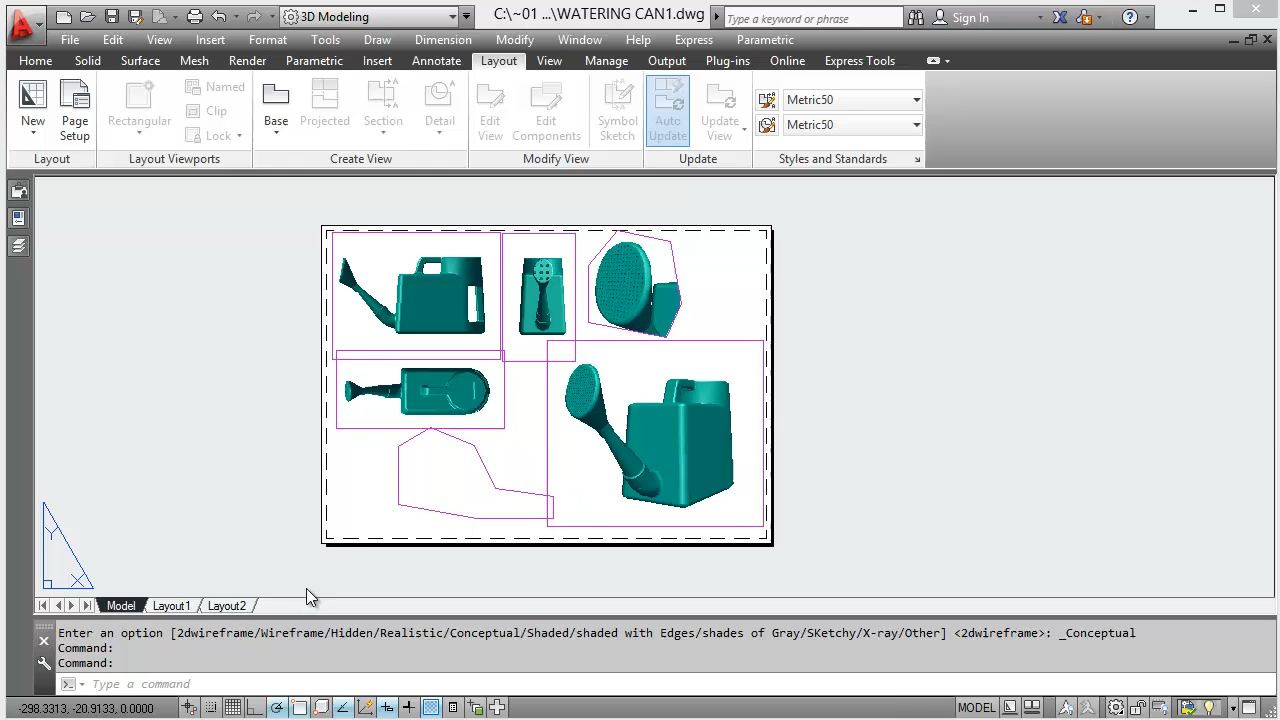 3D Modeling
C:\~01 ...\WATERING CAN1.dwg
Type a keyword or phrase
Sign In
File Edit View Insert Format Tools Draw Dimension Modify Window Help Express Parametric
Home Solid Surface Mesh Render Parametric Insert Annotate Layout View Manage Output Plug-ins Online Express Tools
New
Page Setup
Rectangular
Named
Clip
Lock
Base
Projected
Section
Detail
Edit View
Edit Components
Symbol Sketch
Auto Update
Update View
Metric50
Metric50
Layout
Layout Viewports
Create View
Modify View
Update
Styles and Standards
Y
X
Model Layout1 Layout2
Enter an option [2dwireframe/Wireframe/Hidden/Realistic/Conceptual/Shaded/shaded with Edges/shades of Gray/SKetchy/X-ray/Other] <2dwireframe>: _Conceptual
Command:
Command:
Type a command
-298.3313, -20.9133, 0.0000
MODEL